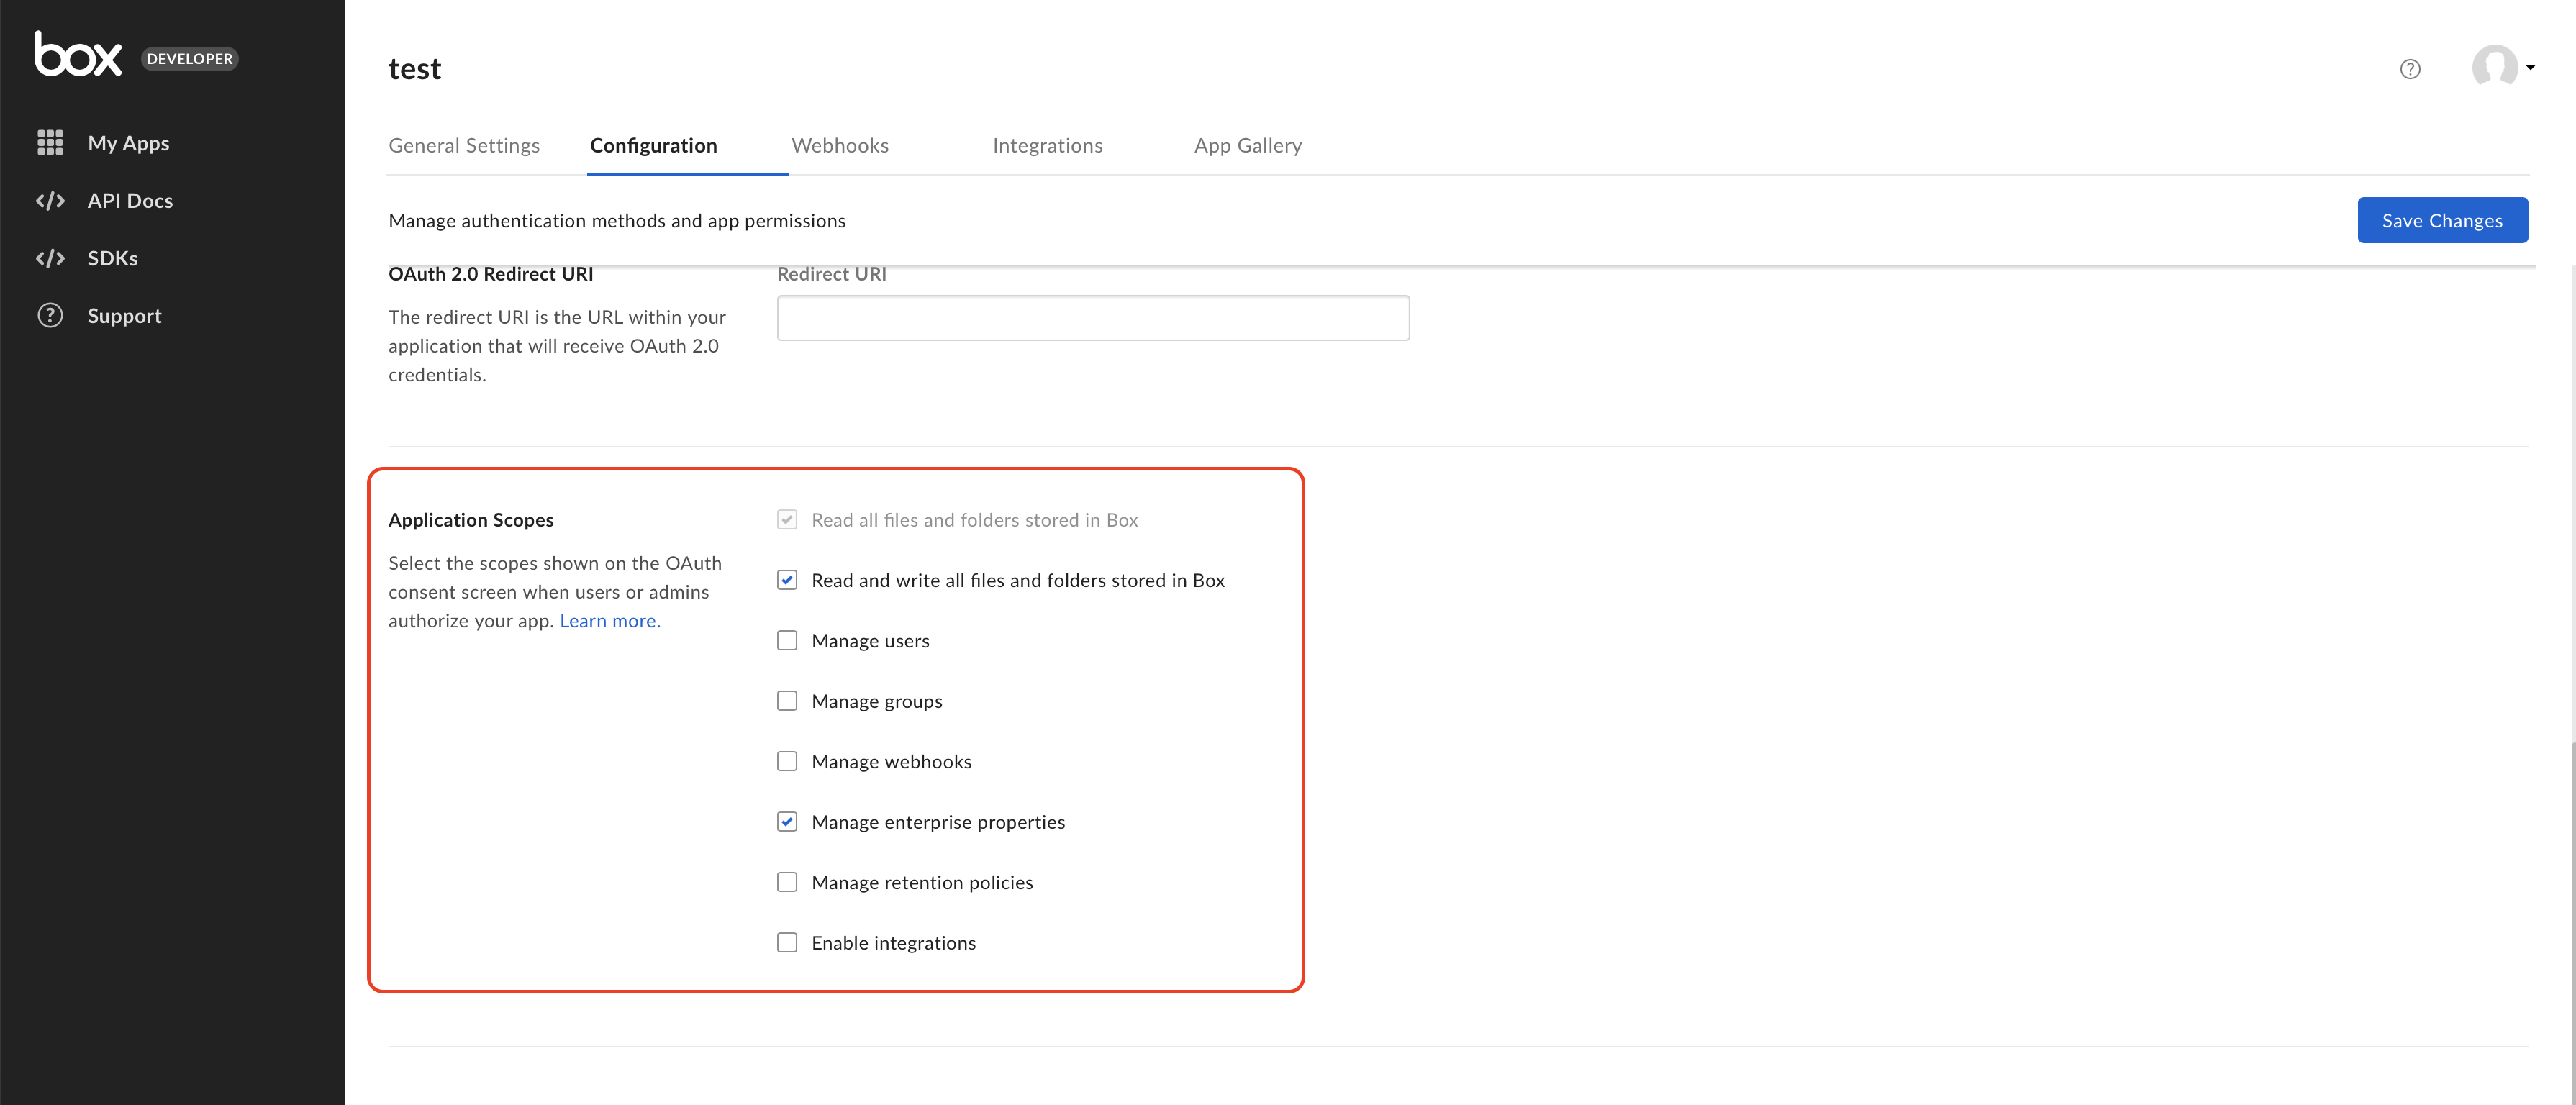 box DEVELOPER
My Apps
API Docs
SDKs
Support
test
General Settings
Configuration
Webhooks
Integrations
App Gallery
Manage authentication methods and app permissions
Save Changes
OAuth 2.0 Redirect URI
The redirect URI is the URL within your
application that will receive OAuth 2.0
credentials.
Redirect URI
Application Scopes
Select the scopes shown on the OAuth
consent screen when users or admins
authorize your app. Learn more.
Read all files and folders stored in Box
Read and write all files and folders stored in Box
Manage users
Manage groups
Manage webhooks
Manage enterprise properties
Manage retention policies
Enable integrations